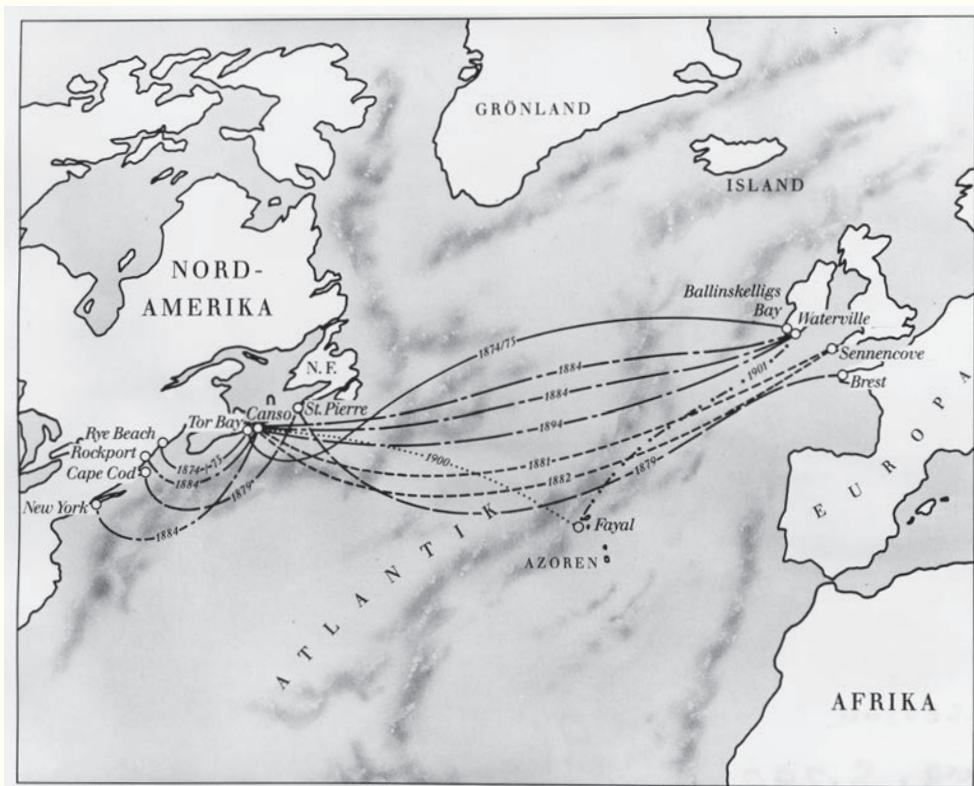 GRÖNLAND
ISLAND
NORD-
AMERIKA
Ballinskelligs
Bay
Waterville
1874/75
N.F.
1901
Sennencove
1884
Brest
1884
St. Pierre
Canso
Tor Bay
1894
Rye Beach
Rockport
Cape Cod
1900
1881
1874-/-75
1882
1879
1884
1879
New York
1884
Fayal
AZOREN
ATLANTIK
EUROPA
AFRIKA